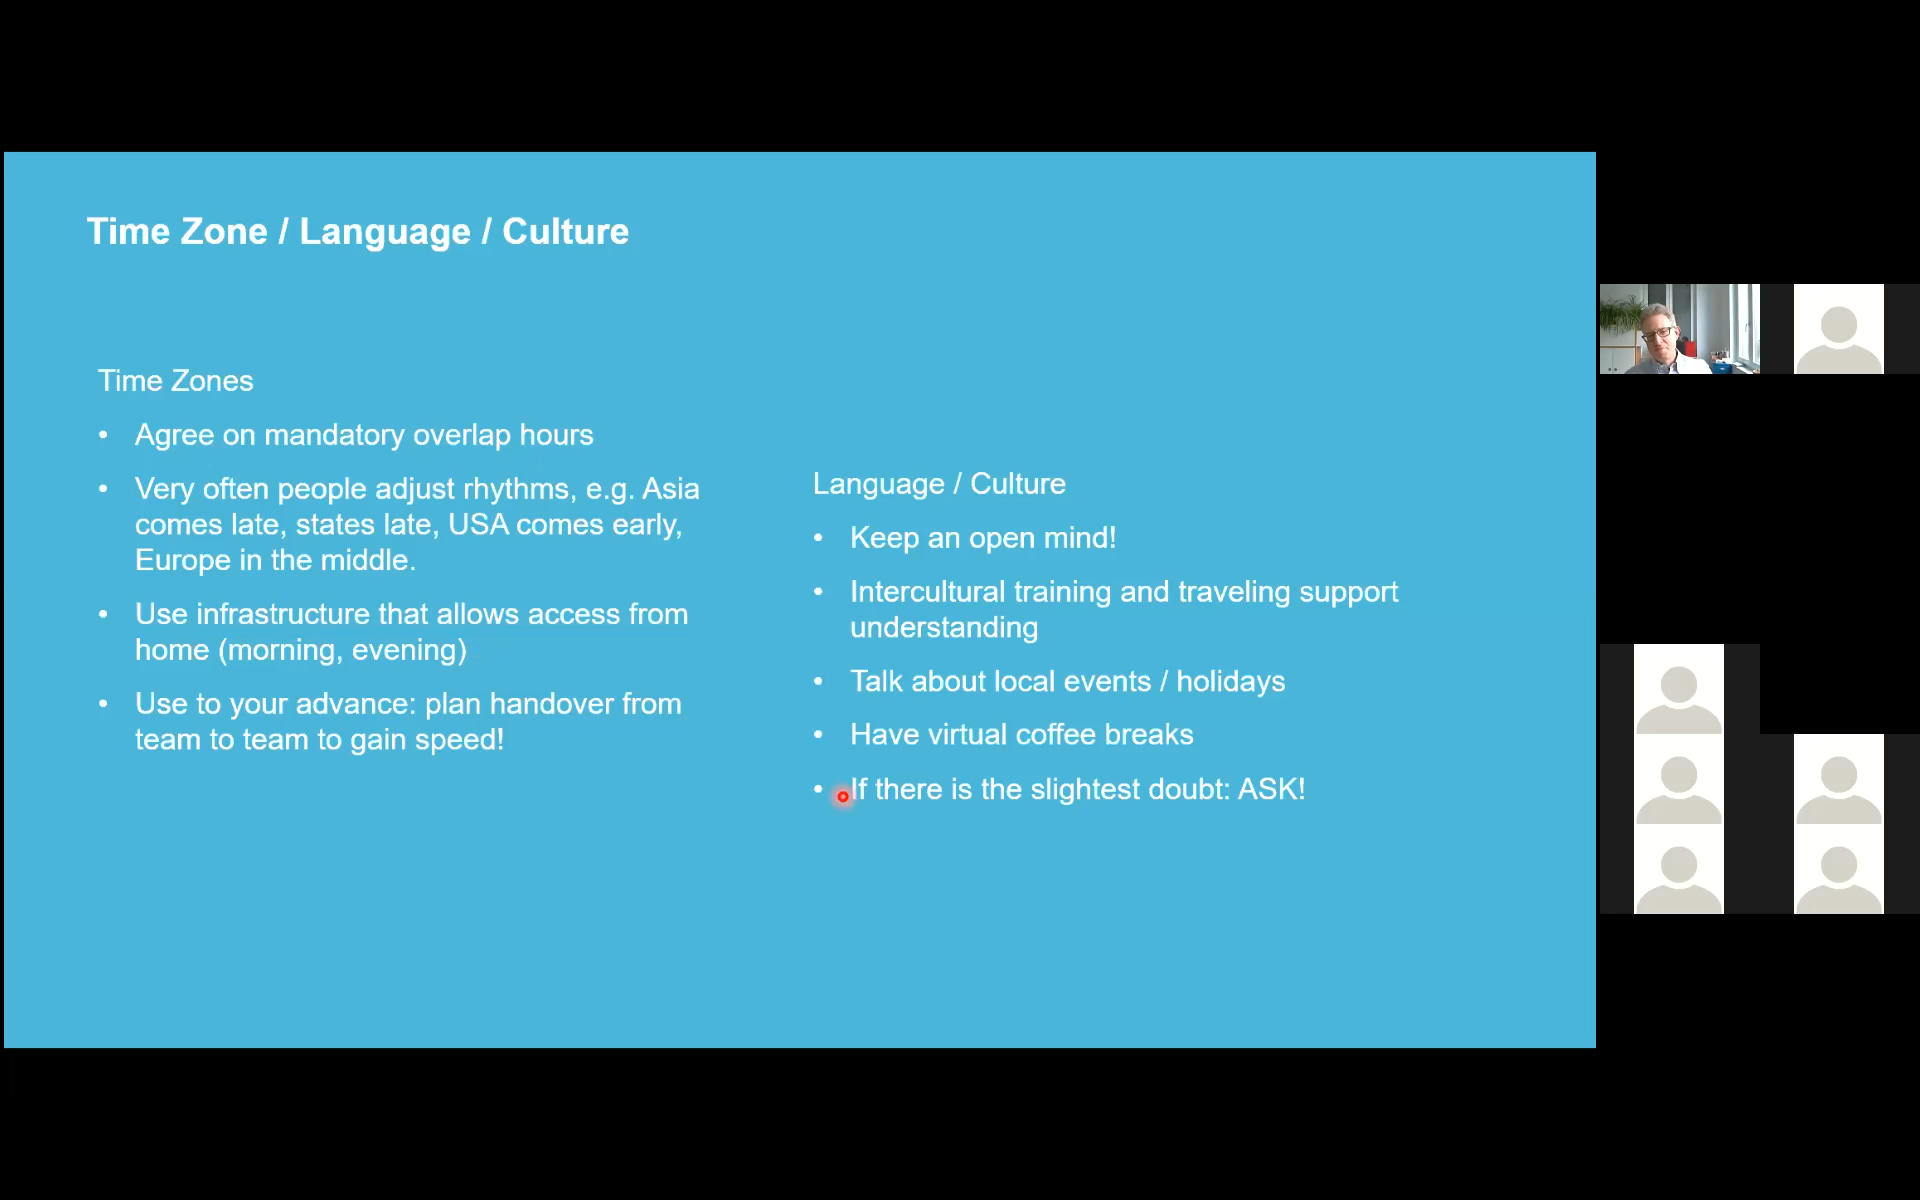 Time Zone / Language / Culture
Time Zones
• Agree on mandatory overlap hours
• Very often people adjust rhythms, e.g. Asia
comes late, states late, USA comes early,
Europe in the middle.
• Use infrastructure that allows access from
home (morning, evening)
• Use to your advance: plan handover from
team to team to gain speed!
Language / Culture
• Keep an open mind!
• Intercultural training and traveling support
understanding
• Talk about local events / holidays
• Have virtual coffee breaks
• If there is the slightest doubt: ASK!